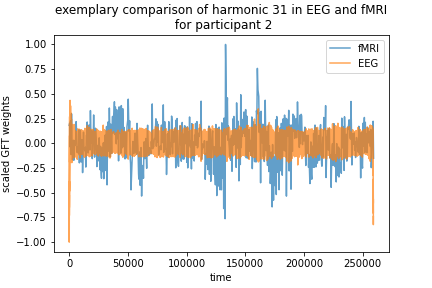 exemplary comparison of harmonic 31 in EEG and fMRI
for participant 2
scaled GFT weights
1.00
0.75
0.50
0.25
0.00
−0.25
−0.50
−0.75
−1.00
fMRI
EEG
0 50000 100000 150000 200000 250000
time